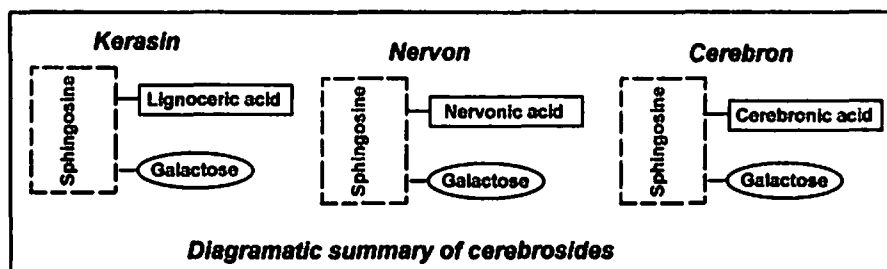 Kerasin
Nervon
Cerebron
Sphingosine
Lignoceric acid
Galactose
Sphingosine
Nervonic acid
Galactose
Sphingosine
Cerebronic acid
Galactose
Diagramatic summary of cerebrosides